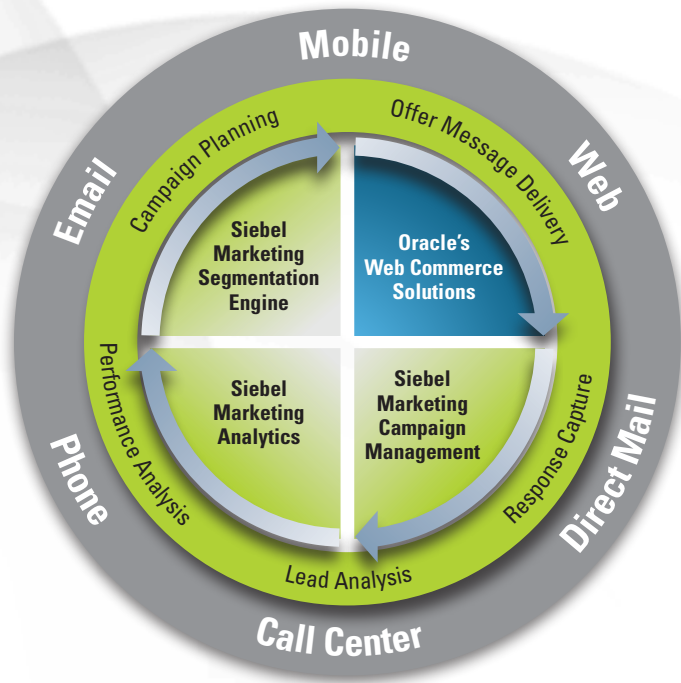 Mobile
Web
Direct Mail
Call Center
Phone
Email
Campaign Planning
Offer Message Delivery
Response Capture
Lead Analysis
Performance Analysis
Siebel
Marketing
Segmentation
Engine
Oracle's
Web Commerce
Solutions
Siebel
Marketing
Analytics
Siebel
Marketing
Campaign
Management